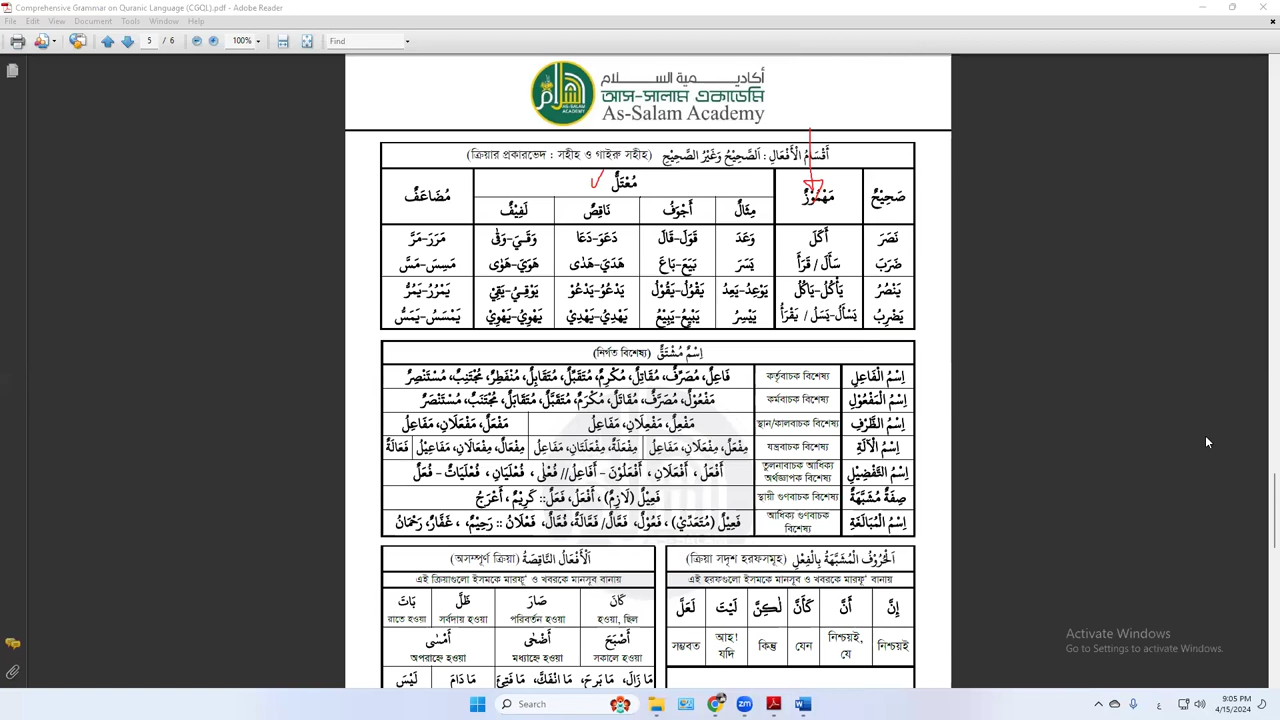 Comprehensive Grammar on Quranic Language (CGQL).pdf - Adobe Reader
File Edit View Document Tools Window Help
5 / 6 100% Find
أكاديمية السلام
আস-সালাম একাডেমি
As-Salam Academy
أَقْسَامُ الْأَفْعَالِ : اَلصَّحِيْحُ وَغَيْرُ الصَّحِيْحِ (ক্রিয়ার প্রকারভেদ : সহীহ ও গাইরু সহীহ)
صَحِيْحٌ مَهْمُوْزٌ مُعْتَلٌّ مُضَاعَفٌ
مِثَالٌ أَجْوَفُ نَاقِصٌ لَفِيْفٌ
نَصَرَ أَكَلَ وَعَدَ قَوَلَ-قَالَ دَعَوَ-دَعَا وَقَيَ-وَقٰى مَرَرَ-مَرَّ
ضَرَبَ سَأَلَ / قَرَأَ يَسَرَ بَيَعَ-بَاعَ هَدَيَ-هَدٰى هَوَيَ-هَوٰى مَسِسَ-مَسَّ
يَنْصُرُ يَأْكُلُ-يَاكُلُ يَوْعِدُ-يَعِدُ يَقْوُلُ-يَقُوْلُ يَدْعُوُ-يَدْعُوْ يَوْقِيُ-يَقِيْ يَمْرُرُ-يَمُرُّ
يَضْرِبُ يَسْأَلُ-يَسَلُ / يَقْرَأُ يَيْسِرُ يَبْيِعُ-يَبِيْعُ يَهْدِيُ-يَهْدِيْ يَهْوِيُ-يَهْوِيْ يَمْسَسُ-يَمَسُّ
اِسْمٌ مُشْتَقٌّ (নির্গত বিশেষ্য)
اِسْمُ الْفَاعِلِ কর্তৃবাচক বিশেষ্য فَاعِلٌ، مُصَرِّفٌ، مُقَاتِلٌ، مُكْرِمٌ، مُتَقَبِّلٌ، مُتَقَابِلٌ، مُنْفَطِرٌ، مُجْتَنِبٌ، مُسْتَنْصِرٌ
اِسْمُ الْمَفْعُوْلِ কর্মবাচক বিশেষ্য مَفْعُوْلٌ، مُصَرَّفٌ، مُقَاتَلٌ، مُكْرَمٌ، مُتَقَبَّلٌ، مُتَقَابَلٌ، مُجْتَنَبٌ، مُسْتَنْصَرٌ
اِسْمُ الظَّرْفِ স্থান/কালবাচক বিশেষ্য مَفْعِلٌ، مَفْعِلَانِ، مَفَاعِلُ مَفْعَلٌ، مَفْعَلَانِ، مَفَاعِلُ
اِسْمُ الْآلَةِ যন্ত্রবাচক বিশেষ্য مِفْعَلٌ، مِفْعَلَانِ، مَفَاعِلُ مِفْعَلَةٌ، مِفْعَلَتَانِ، مَفَاعِلُ مِفْعَالٌ، مِفْعَالَانِ، مَفَاعِيْلُ فَعَالَةٌ
اِسْمُ التَّفْضِيْلِ তুলনাবাচক আধিক্য অর্থজ্ঞাপক বিশেষ্য أَفْعَلُ ، أَفْعَلَانِ ، أَفْعَلُوْنَ - أَفَاعِلُ // فُعْلٰى، فُعْلَيَانِ ، فُعْلَيَاتٌ - فُعَلٌ
صِفَةٌ مُشَبَّهَةٌ স্থায়ী গুণবাচক বিশেষ্য فَعِيْلٌ (لَازِمٌ) ، أَفْعَلُ، فَعَلٌ :: كَرِيْمٌ ، أَعْرَجُ
اِسْمُ الْمُبَالَغَةِ আধিক্য গুণবাচক বিশেষ্য فَعِيْلٌ (مُتَعَدِّيْ) ، فَعُوْلٌ، فَعَّالٌ/ فَعَّالَةٌ، فُعَّالٌ، فَعْلَانُ :: رَحِيْمٌ ، غَفَّارٌ، رَحْمَانُ
اَلْحُرُوْفُ الْمُشَبَّهَةُ بِالْفِعْلِ (ক্রিয়া সদৃশ হরফসমূহ)
এই হরফগুলো ইসমকে মানসূব ও খবরকে মারফূ' বানায়
إِنَّ أَنَّ كَأَنَّ لٰكِنَّ لَيْتَ لَعَلَّ
নিশ্চয়ই নিশ্চয়ই, যে যেন কিন্তু আহ! যদি সম্ভবত
اَلْأَفْعَالُ النَّاقِصَةُ (অসম্পূর্ণ ক্রিয়া)
এই ক্রিয়াগুলো ইসমকে মারফূ' ও খবরকে মানসূব বানায়
كَانَ صَارَ ظَلَّ بَاتَ
হওয়া, ছিল পরিবর্তন হওয়া সর্বদায় হওয়া রাতে হওয়া
أَصْبَحَ أَضْحٰى أَمْسٰى
সকালে হওয়া মধ্যাহ্নে হওয়া অপরাহ্নে হওয়া
مَا زَالَ، مَا بَرِحَ، مَا انْفَكَّ، مَا فَتِئَ مَا دَامَ لَيْسَ
Activate Windows
Go to Settings to activate Windows.
Search
9:05 PM
4/15/2024